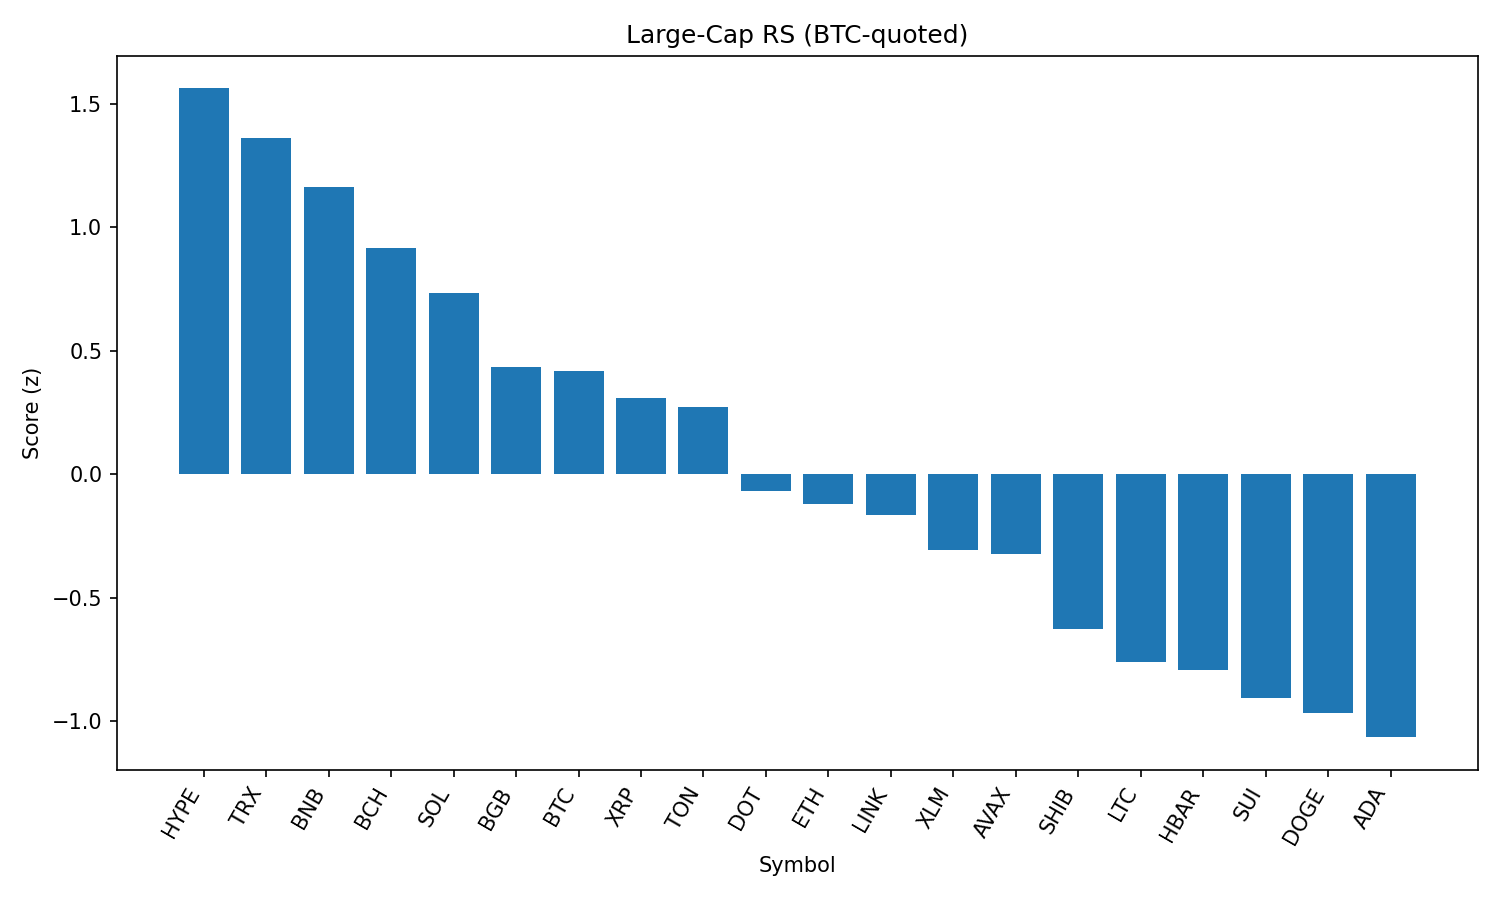 Large-Cap RS (BTC-quoted)
Score (z)
1.5
1.0
0.5
0.0
−0.5
−1.0
HYPE
TRX
BNB
BCH
SOL
BGB
BTC
XRP
TON
DOT
ETH
LINK
XLM
AVAX
SHIB
LTC
HBAR
SUI
DOGE
ADA
Symbol